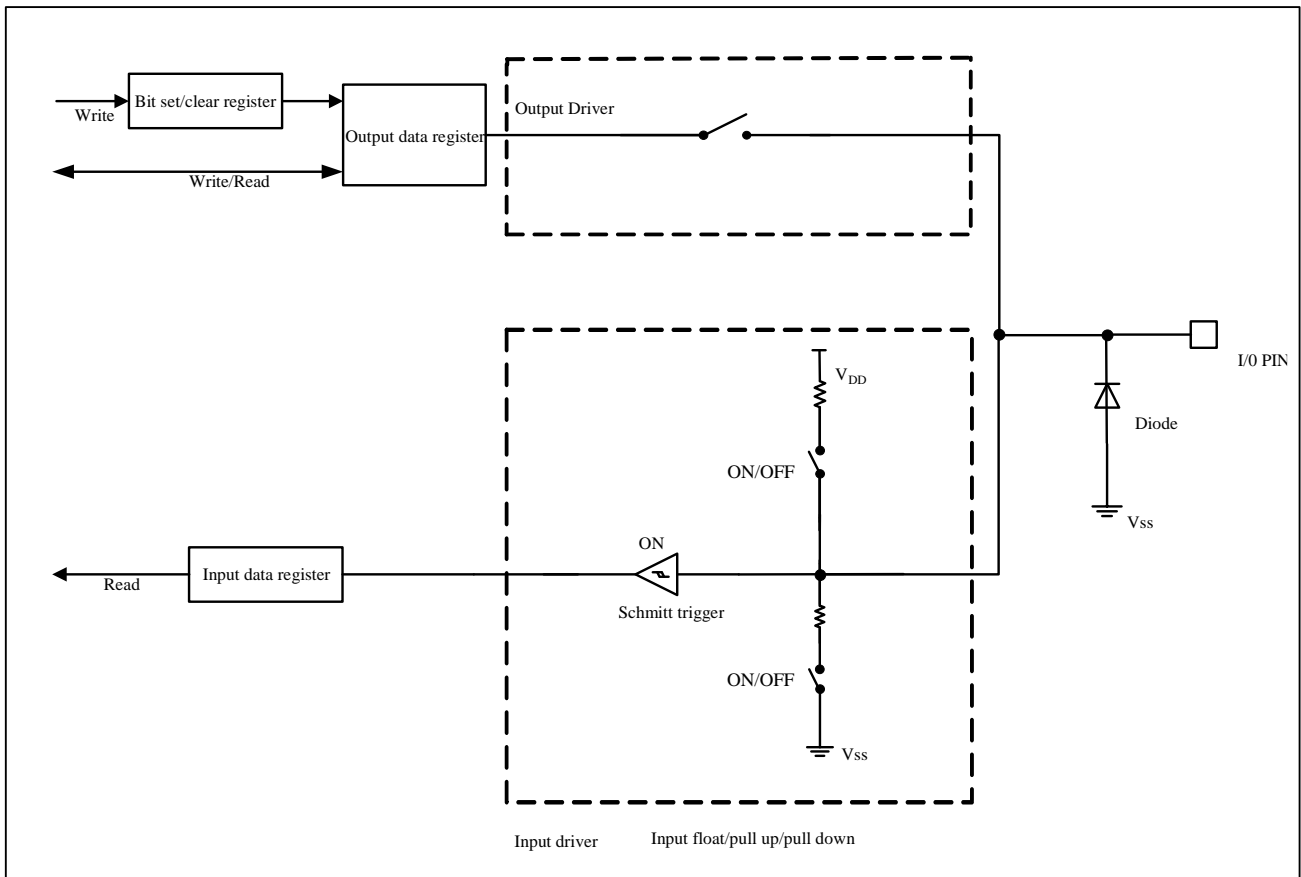 Bit set/clear register
Write
Output data register
Write/Read
Output Driver
I/0 PIN
V_DD
Diode
Vss
ON/OFF
ON
Input data register
Read
Schmitt trigger
ON/OFF
Vss
Input driver
Input float/pull up/pull down